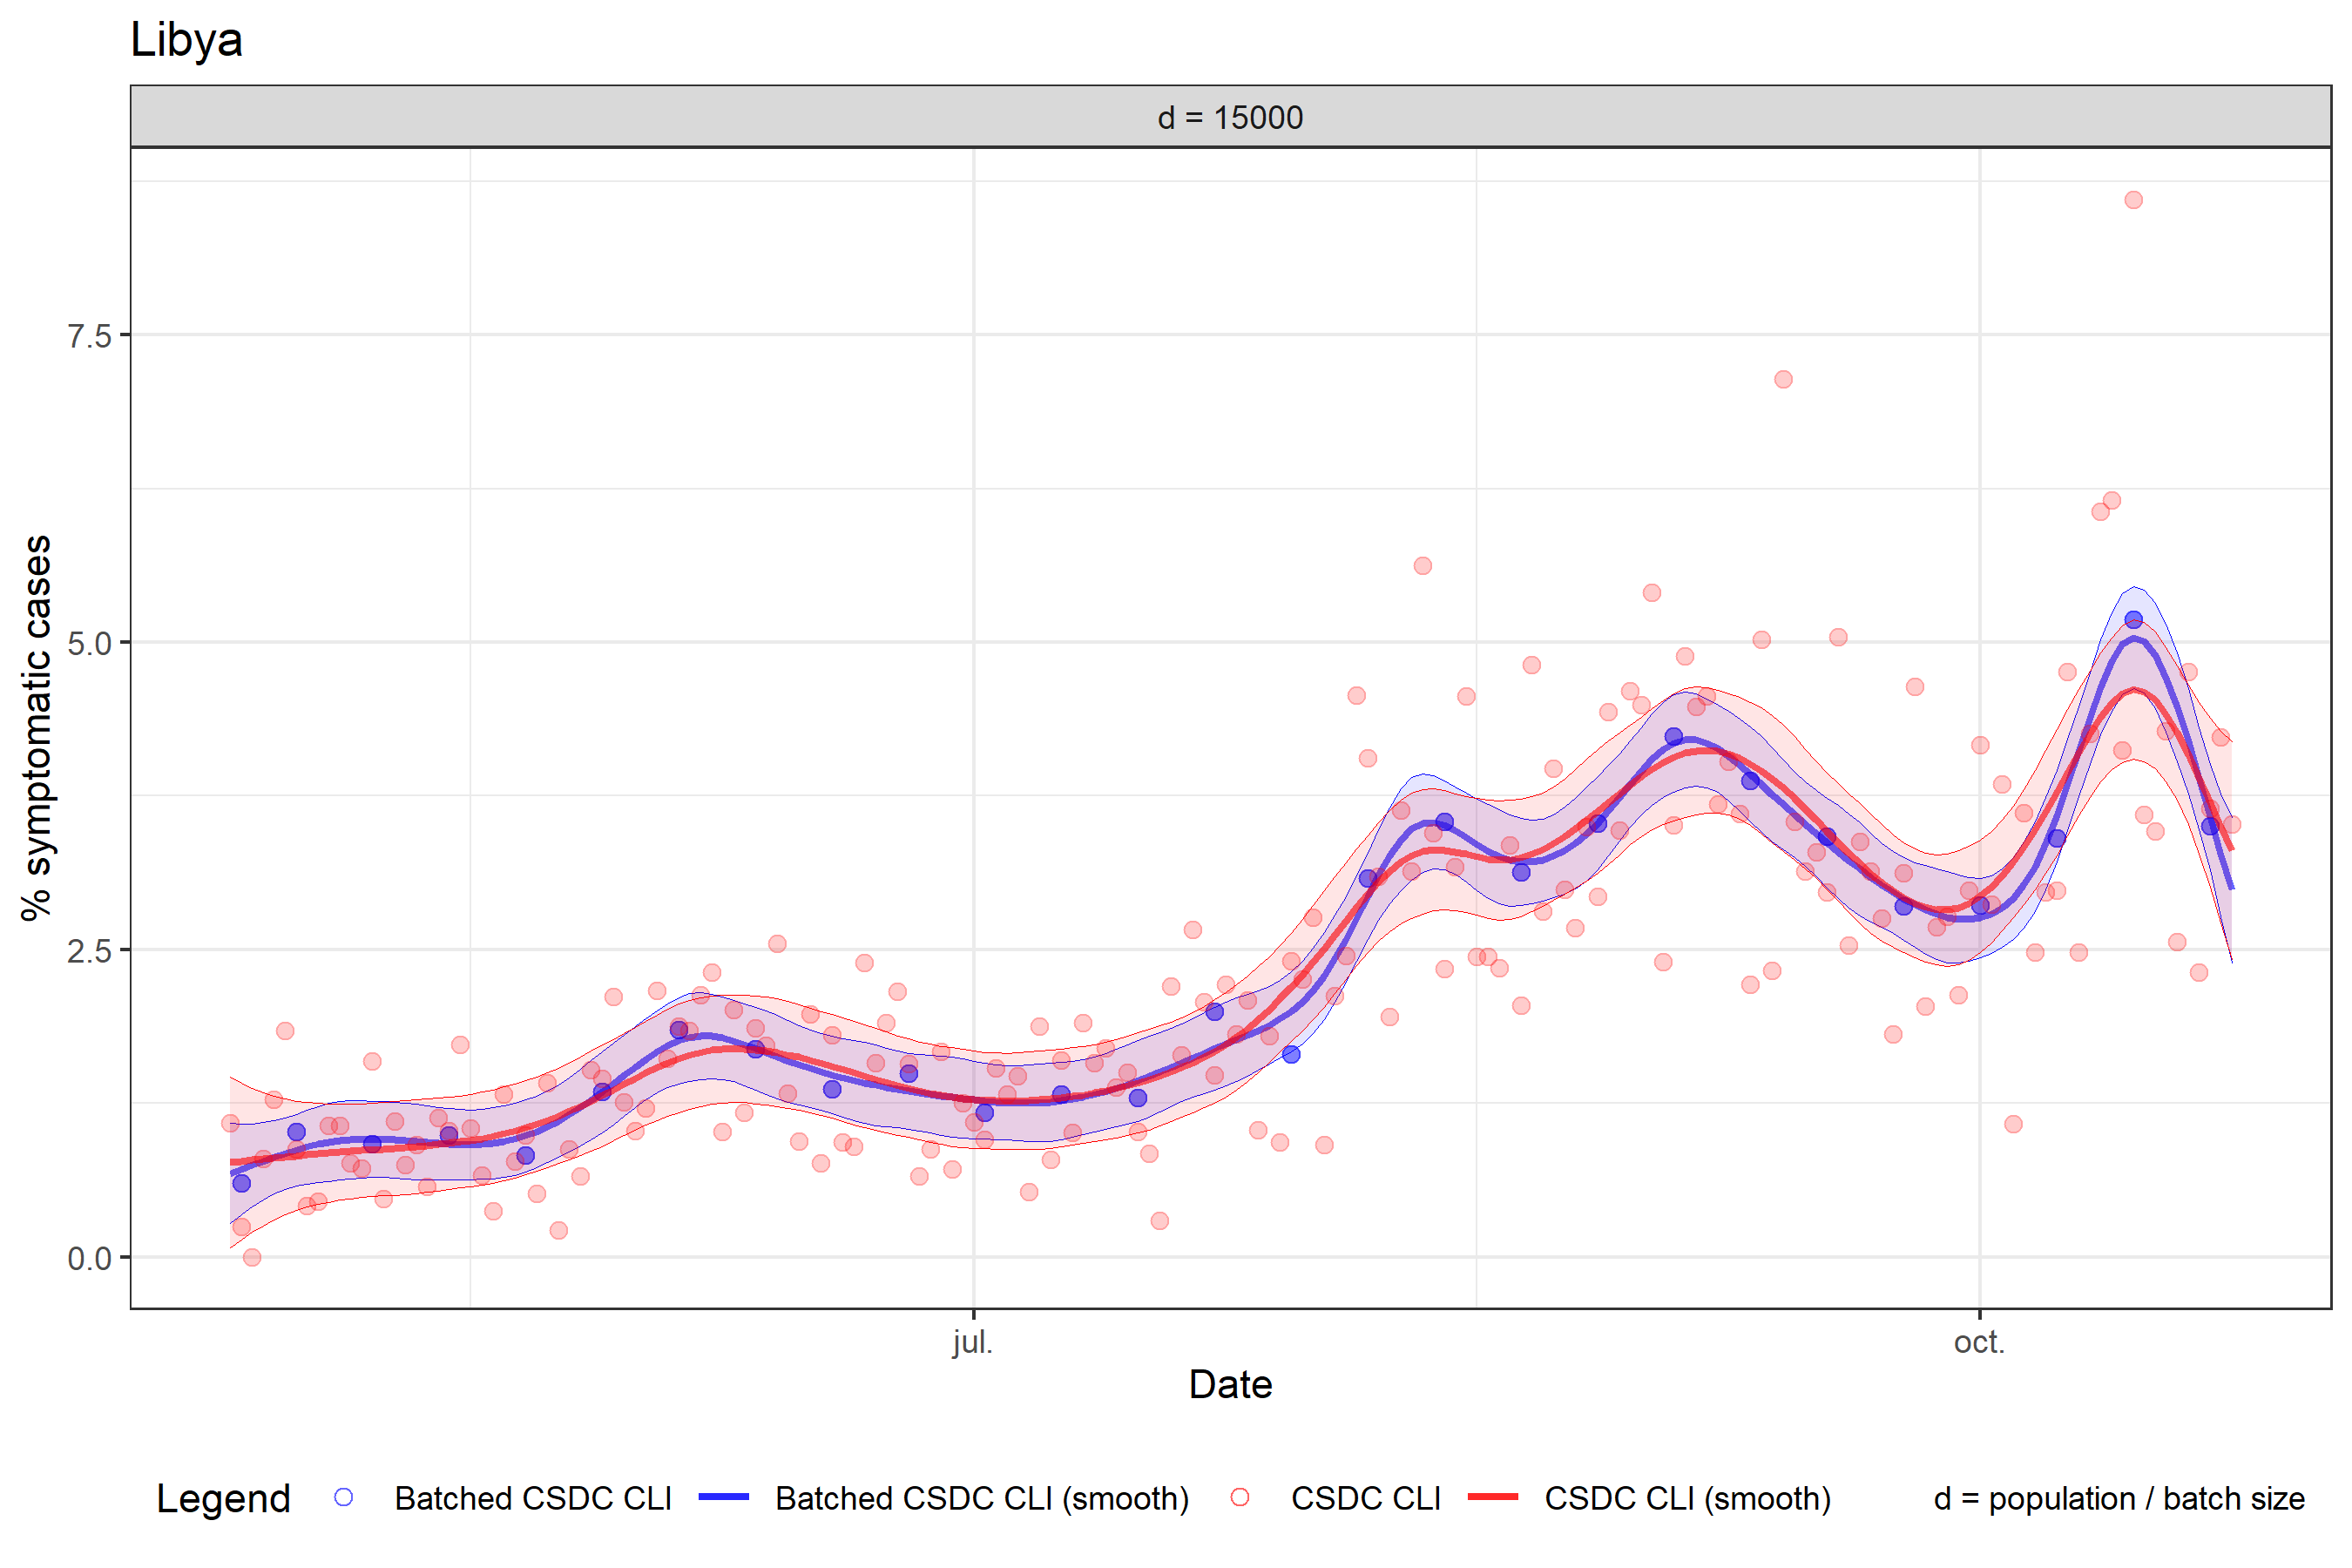 Libya
d = 15000
% symptomatic cases
7.5
5.0
2.5
0.0
jul.
oct.
Date
Legend
Batched CSDC CLI
Batched CSDC CLI (smooth)
CSDC CLI
CSDC CLI (smooth)
d = population / batch size